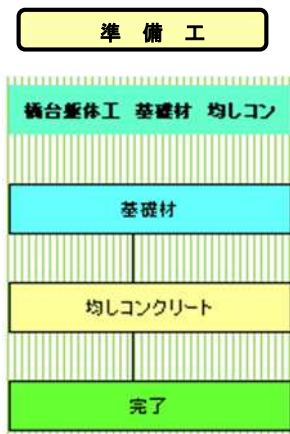 準 備 工
橋台躯体工 基礎材 均しコン
基礎材
均しコンクリート
完了